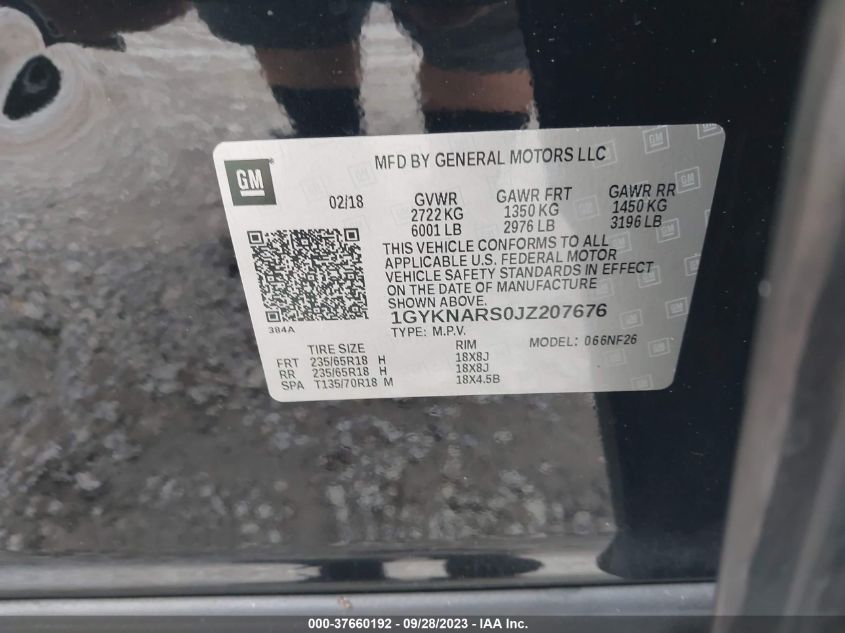 MFD BY GENERAL MOTORS LLC
GM
02/18 GVWR GAWR FRT GAWR RR
2722 KG 1350 KG 1450 KG
6001 LB 2976 LB 3196 LB
THIS VEHICLE CONFORMS TO ALL
APPLICABLE U.S. FEDERAL MOTOR
VEHICLE SAFETY STANDARDS IN EFFECT
ON THE DATE OF MANUFACTURE
SHOWN ABOVE.
384A
1GYKNARS0JZ207676
TYPE: M.P.V. MODEL: 066NF26
TIRE SIZE RIM
FRT 235/65R18 H 18X8J
RR 235/65R18 H 18X8J
SPA T135/70R18 M 18X4.5B
000-37660192 - 09/28/2023 - IAA Inc.